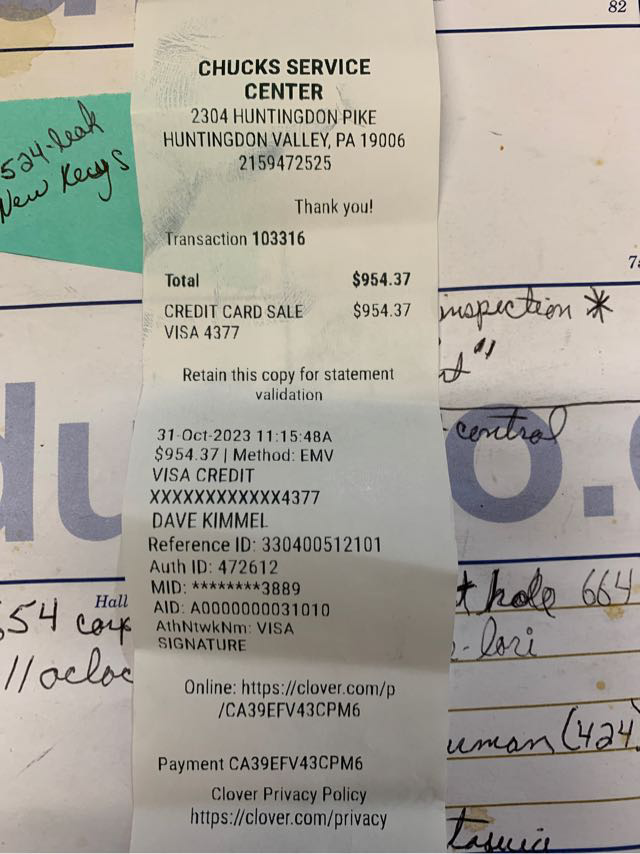 82
524-leak
New Keys
CHUCKS SERVICE
CENTER
2304 HUNTINGDON PIKE
HUNTINGDON VALLEY, PA 19006
2159472525
Thank you!
Transaction 103316
Total $954.37
CREDIT CARD SALE $954.37
VISA 4377
Retain this copy for statement
validation
31-Oct-2023 11:15:48A
$954.37 | Method: EMV
VISA CREDIT
XXXXXXXXXXXX4377
DAVE KIMMEL
Reference ID: 330400512101
Auth ID: 472612
MID: ********3889
AID: A0000000031010
AthNtwkNm: VISA
SIGNATURE
Online: https://clover.com/p
/CA39EFV43CPM6
Payment CA39EFV43CPM6
Clover Privacy Policy
https://clover.com/privacy
inspection *
control
hole 664
lori
(424
Hall